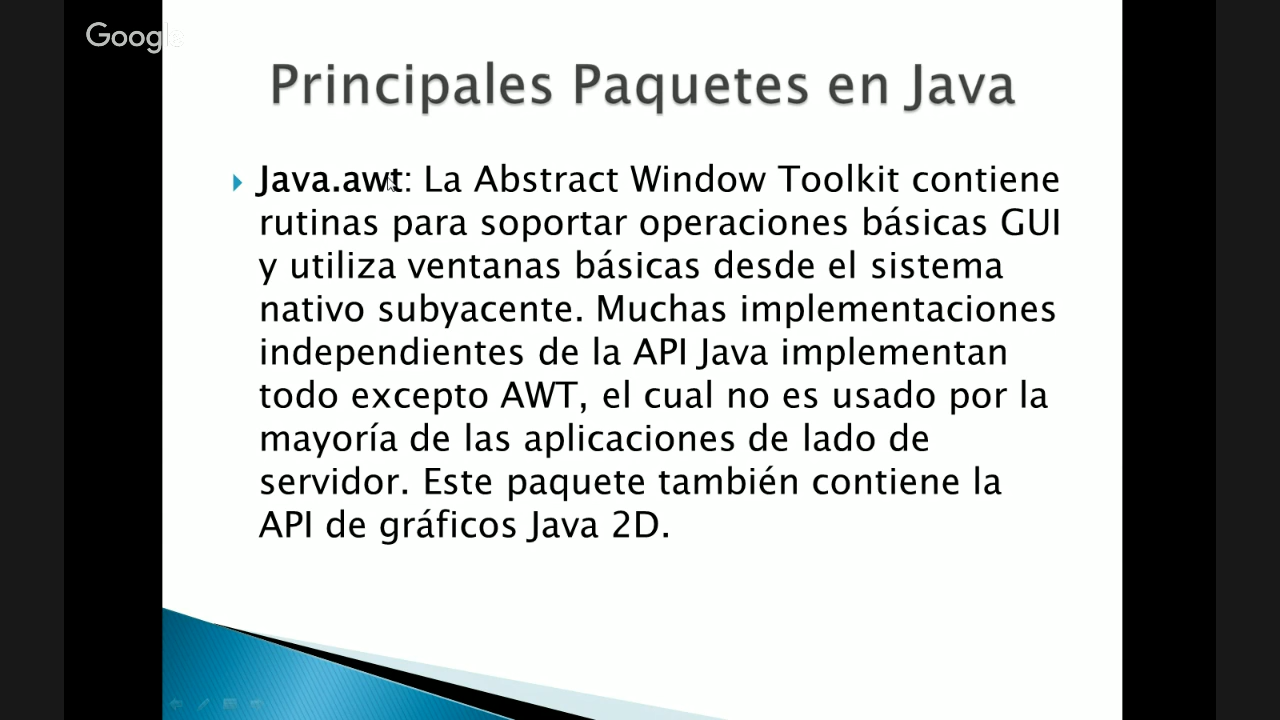 Google
Principales Paquetes en Java
Java.awt: La Abstract Window Toolkit contiene
rutinas para soportar operaciones básicas GUI
y utiliza ventanas básicas desde el sistema
nativo subyacente. Muchas implementaciones
independientes de la API Java implementan
todo excepto AWT, el cual no es usado por la
mayoría de las aplicaciones de lado de
servidor. Este paquete también contiene la
API de gráficos Java 2D.